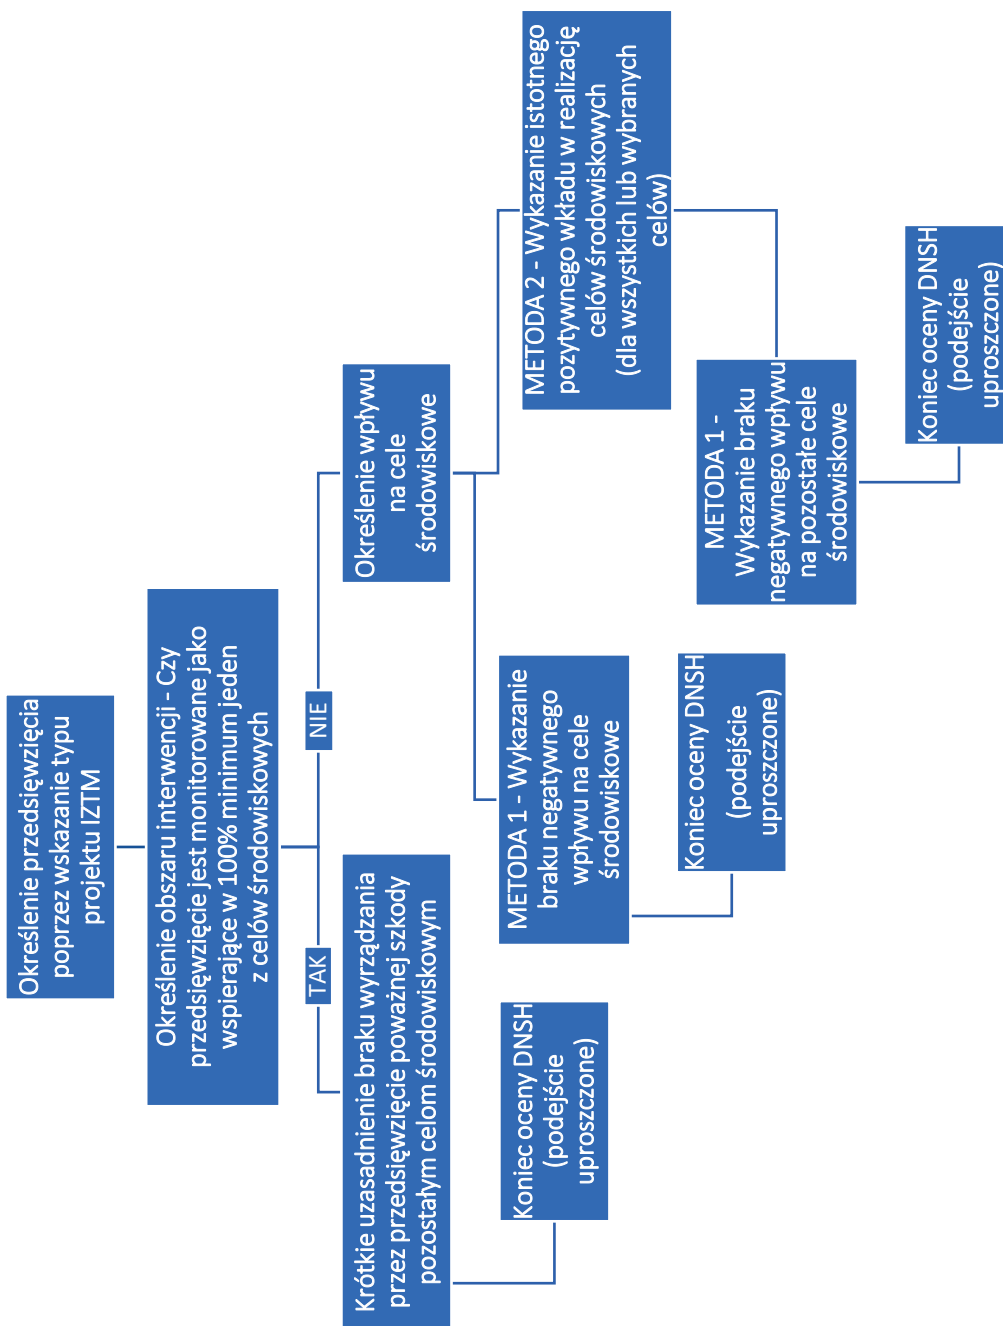 Określenie przedsięwzięcia
poprzez wskazanie typu
projektu IZTM
Określenie obszaru interwencji - Czy
przedsięwzięcie jest monitorowane jako
wspierające w 100% minimum jeden
z celów środowiskowych
TAK
NIE
Krótkie uzasadnienie braku wyrządzania
przez przedsięwzięcie poważnej szkody
pozostałym celom środowiskowym
Koniec oceny DNSH
(podejście
uproszczone)
Określenie wpływu
na cele
środowiskowe
METODA 1 - Wykazanie
braku negatywnego
wpływu na cele
środowiskowe
Koniec oceny DNSH
(podejście
uproszczone)
METODA 2 - Wykazanie istotnego
pozytywnego wkładu w realizację
celów środowiskowych
(dla wszystkich lub wybranych
celów)
METODA 1 -
Wykazanie braku
negatywnego wpływu
na pozostałe cele
środowiskowe
Koniec oceny DNSH
(podejście
uproszczone)